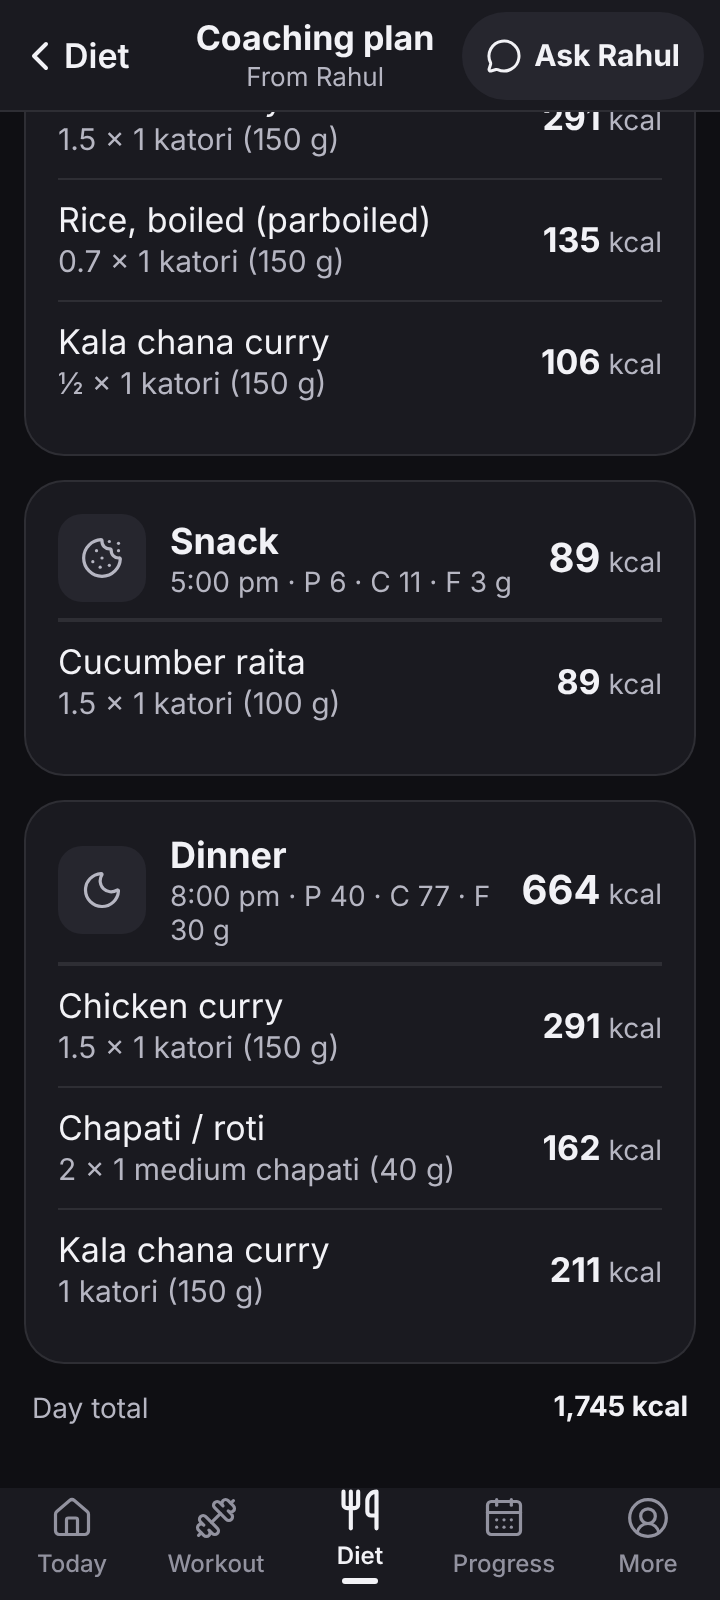 Diet
Coaching plan
From Rahul
Ask Rahul
291 kcal
1.5 × 1 katori (150 g)
Rice, boiled (parboiled)
135 kcal
0.7 × 1 katori (150 g)
Kala chana curry
106 kcal
½ × 1 katori (150 g)
Snack
89 kcal
5:00 pm · P 6 · C 11 · F 3 g
Cucumber raita
89 kcal
1.5 × 1 katori (100 g)
Dinner
664 kcal
8:00 pm · P 40 · C 77 · F
30 g
Chicken curry
291 kcal
1.5 × 1 katori (150 g)
Chapati / roti
162 kcal
2 × 1 medium chapati (40 g)
Kala chana curry
211 kcal
1 katori (150 g)
Day total
1,745 kcal
Today
Workout
Diet
Progress
More